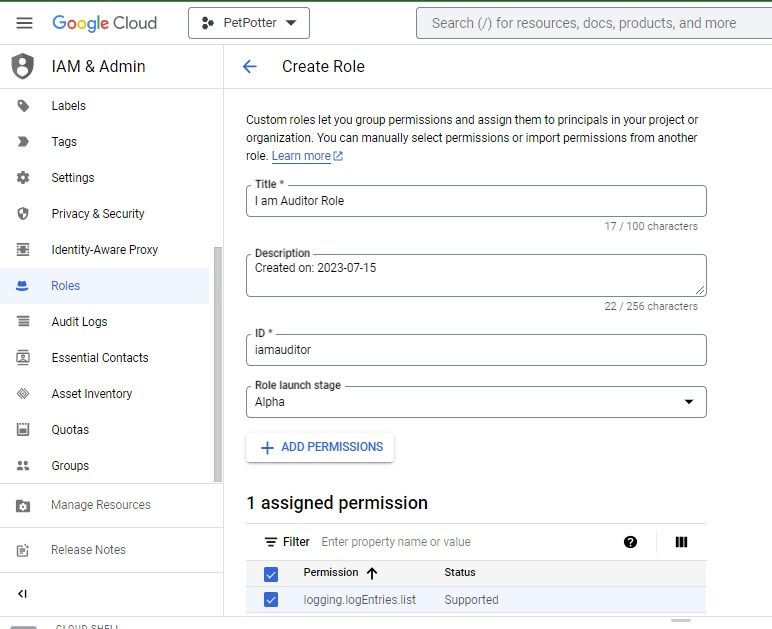 Google Cloud
PetPotter
Search (/) for resources, docs, products, and more
IAM & Admin
Create Role
Labels
Tags
Settings
Privacy & Security
Identity-Aware Proxy
Roles
Audit Logs
Essential Contacts
Asset Inventory
Quotas
Groups
Manage Resources
Release Notes
Custom roles let you group permissions and assign them to principals in your project or
organization. You can manually select permissions or import permissions from another
role. Learn more
Title *
I am Auditor Role
17 / 100 characters
Description
Created on: 2023-07-15
22 / 256 characters
ID *
iamauditor
Role launch stage
Alpha
ADD PERMISSIONS
1 assigned permission
Filter Enter property name or value
Permission Status
logging.logEntries.list Supported
CLOUD SHELL